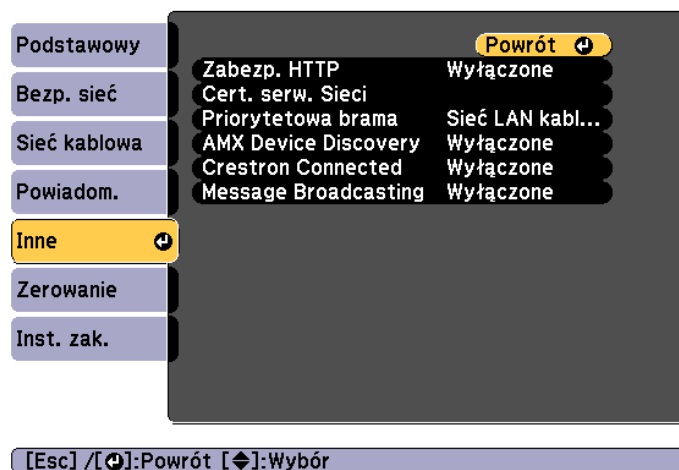 Podstawowy
Bezp. sieć
Sieć kablowa
Powiadom.
Inne
Zerowanie
Inst. zak.
Powrót
Zabezp. HTTP Wyłączone
Cert. serw. Sieci
Priorytetowa brama Sieć LAN kabl...
AMX Device Discovery Wyłączone
Crestron Connected Wyłączone
Message Broadcasting Wyłączone
[Esc] /[⏎]:Powrót [◆]:Wybór